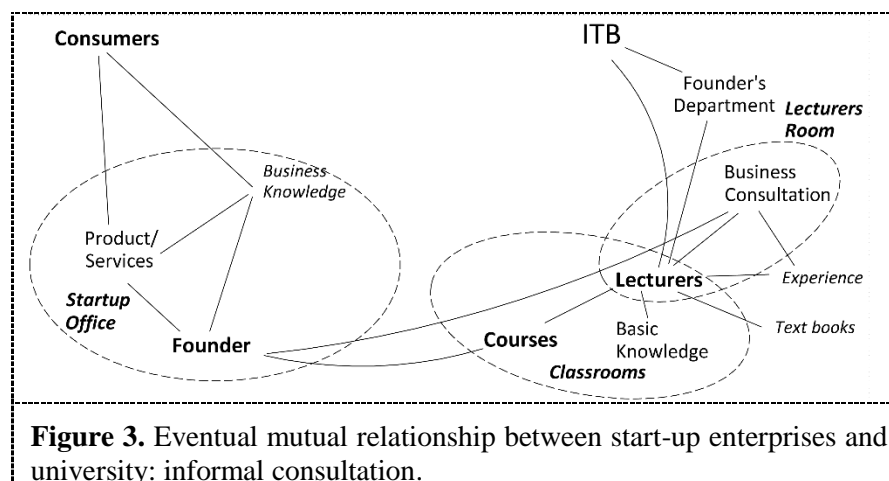 Consumers
ITB
Founder's
Department
Lecturers
Room
Business
Knowledge
Business
Consultation
Product/
Services
Lecturers
Experience
Startup
Office
Founder
Courses
Basic
Knowledge
Text books
Classrooms
Figure 3. Eventual mutual relationship between start-up enterprises and
university: informal consultation.